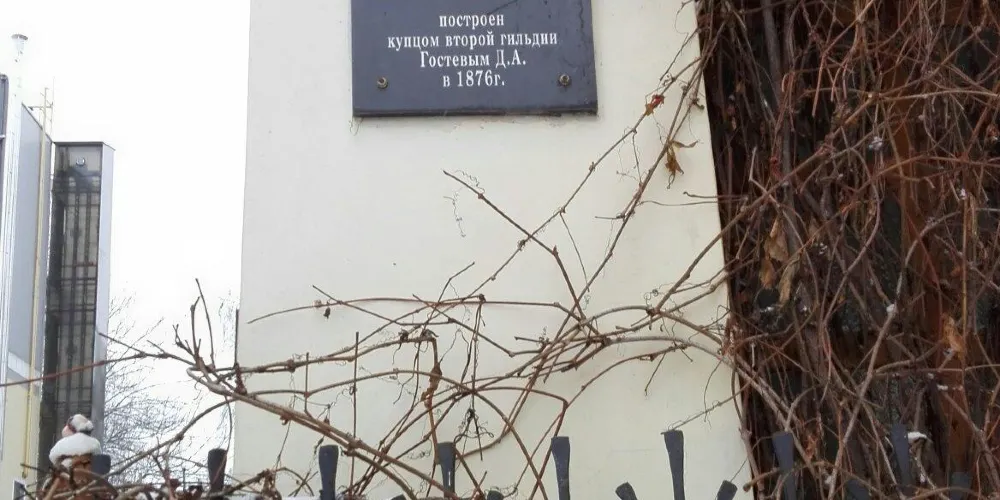 построен
купцом второй гильдии
Гостевым Д.А.
в 1876г.